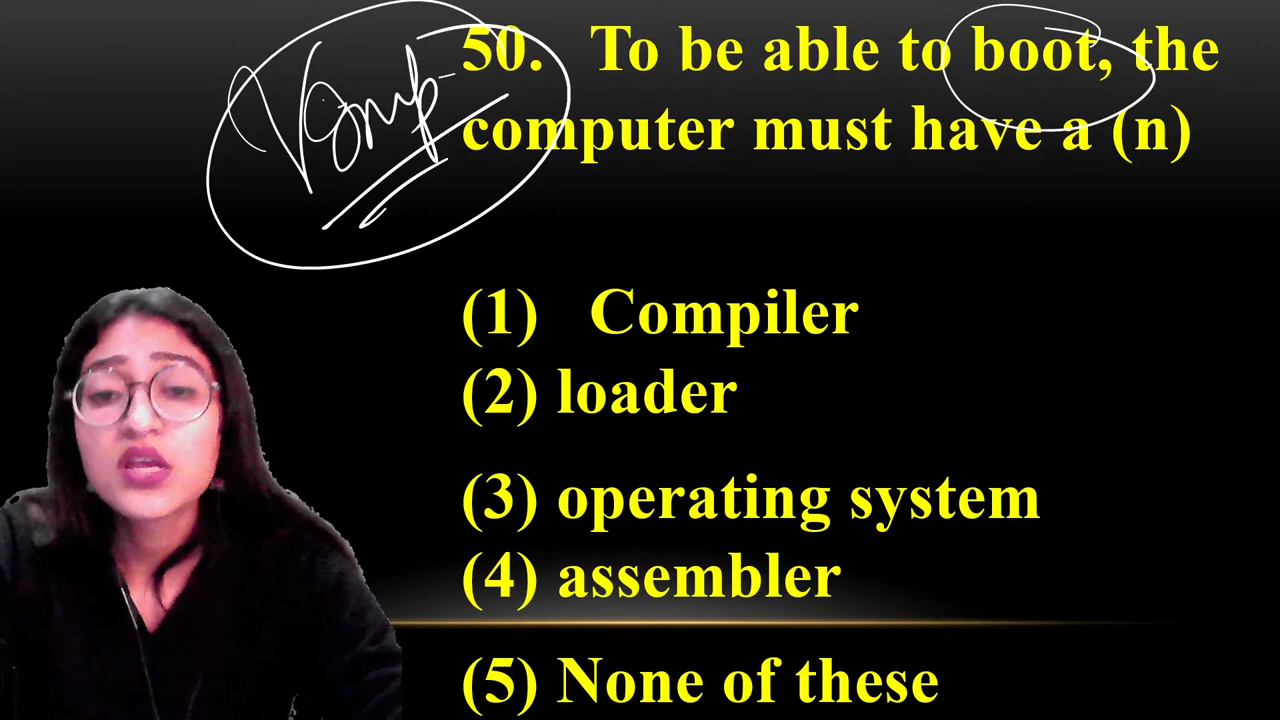 V.Imp
50. To be able to boot, the
computer must have a (n)
(1) Compiler
(2) loader
(3) operating system
(4) assembler
(5) None of these